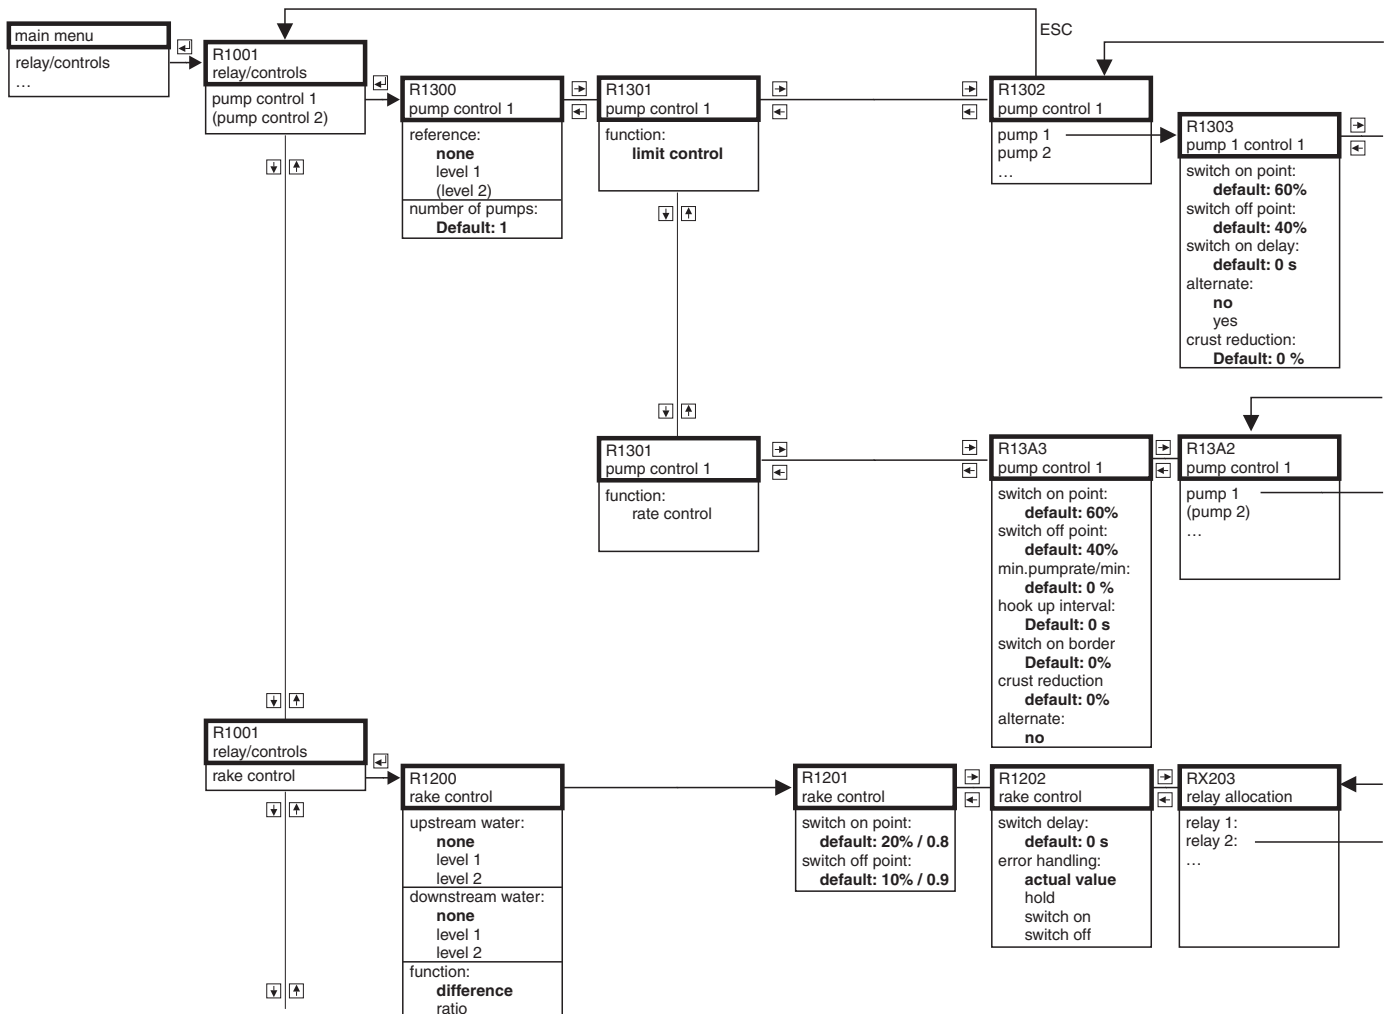 ESC
main menu
relay/controls
…
R1001
relay/controls
pump control 1
(pump control 2)
R1300
pump control 1
reference:
none
level 1
(level 2)
number of pumps:
Default: 1
R1301
pump control 1
function:
limit control
R1302
pump control 1
pump 1
pump 2
…
R1303
pump 1 control 1
switch on point:
default: 60%
switch off point:
default: 40%
switch on delay:
default: 0 s
alternate:
no
yes
crust reduction:
Default: 0 %
R1301
pump control 1
function:
rate control
R13A3
pump control 1
switch on point:
default: 60%
switch off point:
default: 40%
min.pumprate/min:
default: 0 %
hook up interval:
Default: 0 s
switch on border
Default: 0%
crust reduction
default: 0%
alternate:
no
R13A2
pump control 1
pump 1
(pump 2)
…
R1001
relay/controls
rake control
R1200
rake control
upstream water:
none
level 1
level 2
downstream water:
none
level 1
level 2
function:
difference
ratio
R1201
rake control
switch on point:
default: 20% / 0.8
switch off point:
default: 10% / 0.9
R1202
rake control
switch delay:
default: 0 s
error handling:
actual value
hold
switch on
switch off
RX203
relay allocation
relay 1:
relay 2:
…